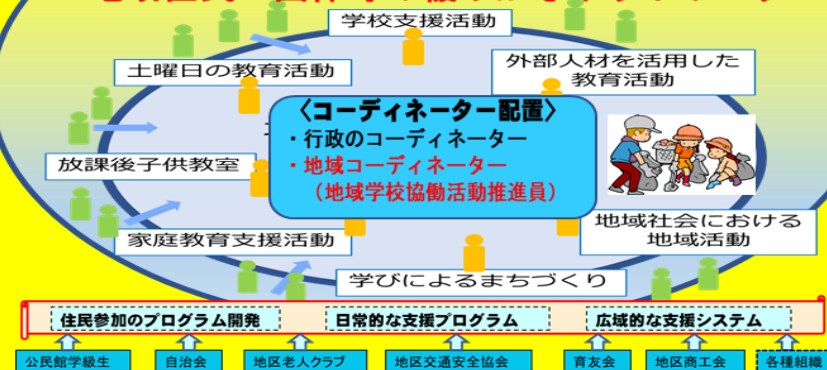 学校支援活動
土曜日の教育活動
外部人材を活用した
教育活動
〈コーディネーター配置〉
・行政のコーディネーター
・地域コーディネーター
（地域学校協働活動推進員）
放課後子供教室
家庭教育支援活動
地域社会における
地域活動
学びによるまちづくり
住民参加のプログラム開発
日常的な支援プログラム
広域的な支援システム
公民館学級生
自治会
地区老人クラブ
地区交通安全協会
育友会
地区商工会
各種組織